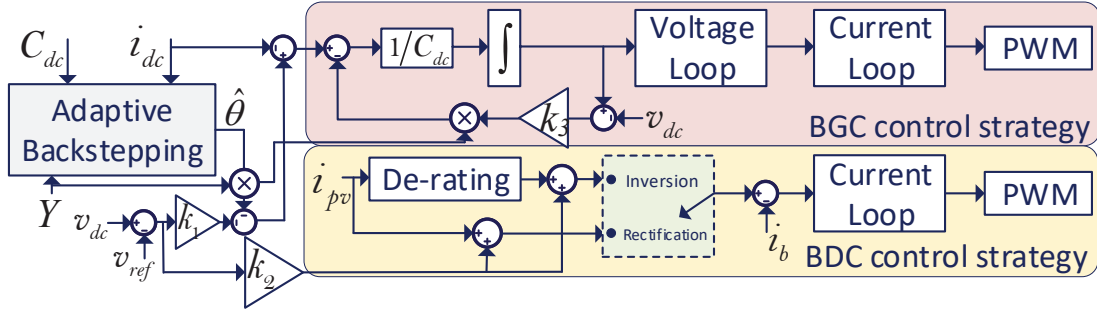 C_dc
i_dc
Adaptive
Backstepping
θ̂
Y
v_dc
v_ref
k_1
k_2
1/C_dc
∫
Voltage
Loop
Current
Loop
PWM
k_3
v_dc
BGC control strategy
i_pv
De-rating
Inversion
Rectification
i_b
Current
Loop
PWM
BDC control strategy